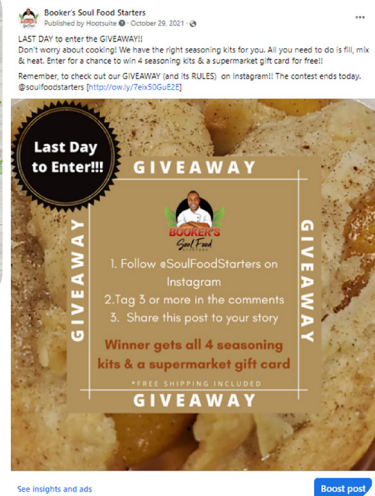 Booker's Soul Food Starters
Published by Hootsuite · October 29, 2021 ·
LAST DAY to enter the GIVEAWAY!!
Don't worry about cooking! We have the right seasoning kits for you. All you need to do is fill, mix
& heat. Enter for a chance to win 4 seasoning kits & a supermarket gift card for free!!
Remember, to check out our GIVEAWAY (and its RULES) on Instagram!! The contest ends today.
@soulfoodstarters [http://ow.ly/7eix50GuE2E]
Last Day
to Enter!!!
GIVEAWAY
GIVEAWAY
GIVEAWAY
BOOKER'S
Soul Food
STARTERS
1. Follow @SoulFoodStarters on
Instagram
2.Tag 3 or more in the comments
3. Share this post to your story
Winner gets all 4 seasoning
kits & a supermarket gift card
*FREE SHIPPING INCLUDED
GIVEAWAY
See insights and ads
Boost post